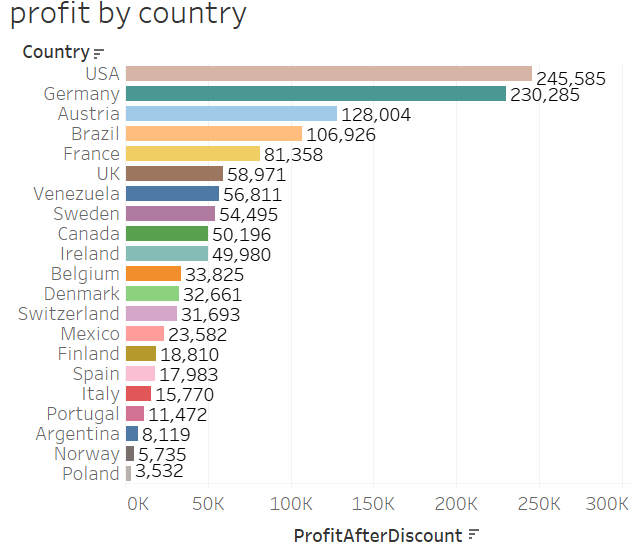 profit by country
Country
USA 245,585
Germany 230,285
Austria 128,004
Brazil 106,926
France 81,358
UK 58,971
Venezuela 56,811
Sweden 54,495
Canada 50,196
Ireland 49,980
Belgium 33,825
Denmark 32,661
Switzerland 31,693
Mexico 23,582
Finland 18,810
Spain 17,983
Italy 15,770
Portugal 11,472
Argentina 8,119
Norway 5,735
Poland 3,532
0K 50K 100K 150K 200K 250K 300K
ProfitAfterDiscount